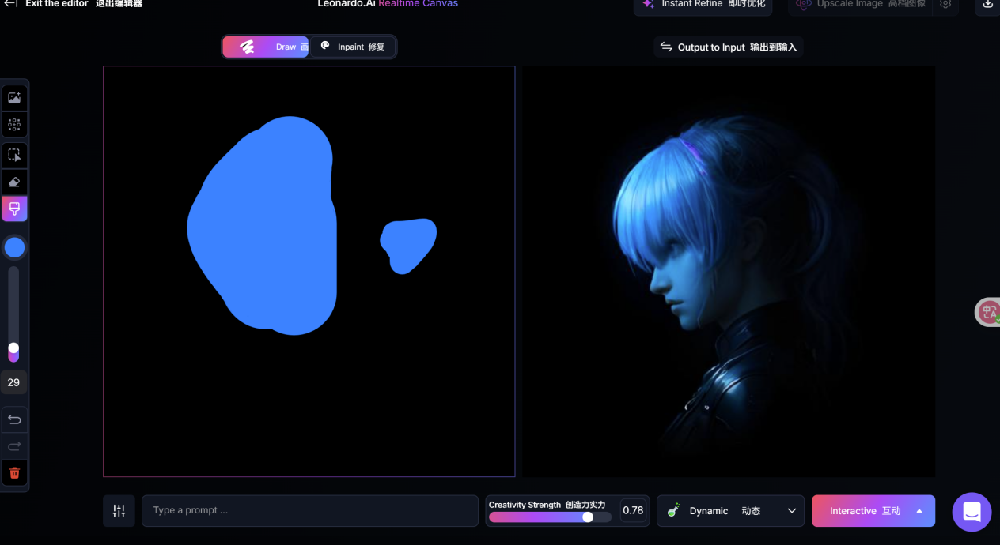 Exit the editor 退出编辑器
Leonardo.Ai Realtime Canvas
Instant Refine 即时优化
Upscale Image 高档图像
Draw 画
Inpaint 修复
Output to Input 输出到输入
29
Type a prompt ...
Creativity Strength 创造力实力
0.78
Dynamic 动态
Interactive 互动